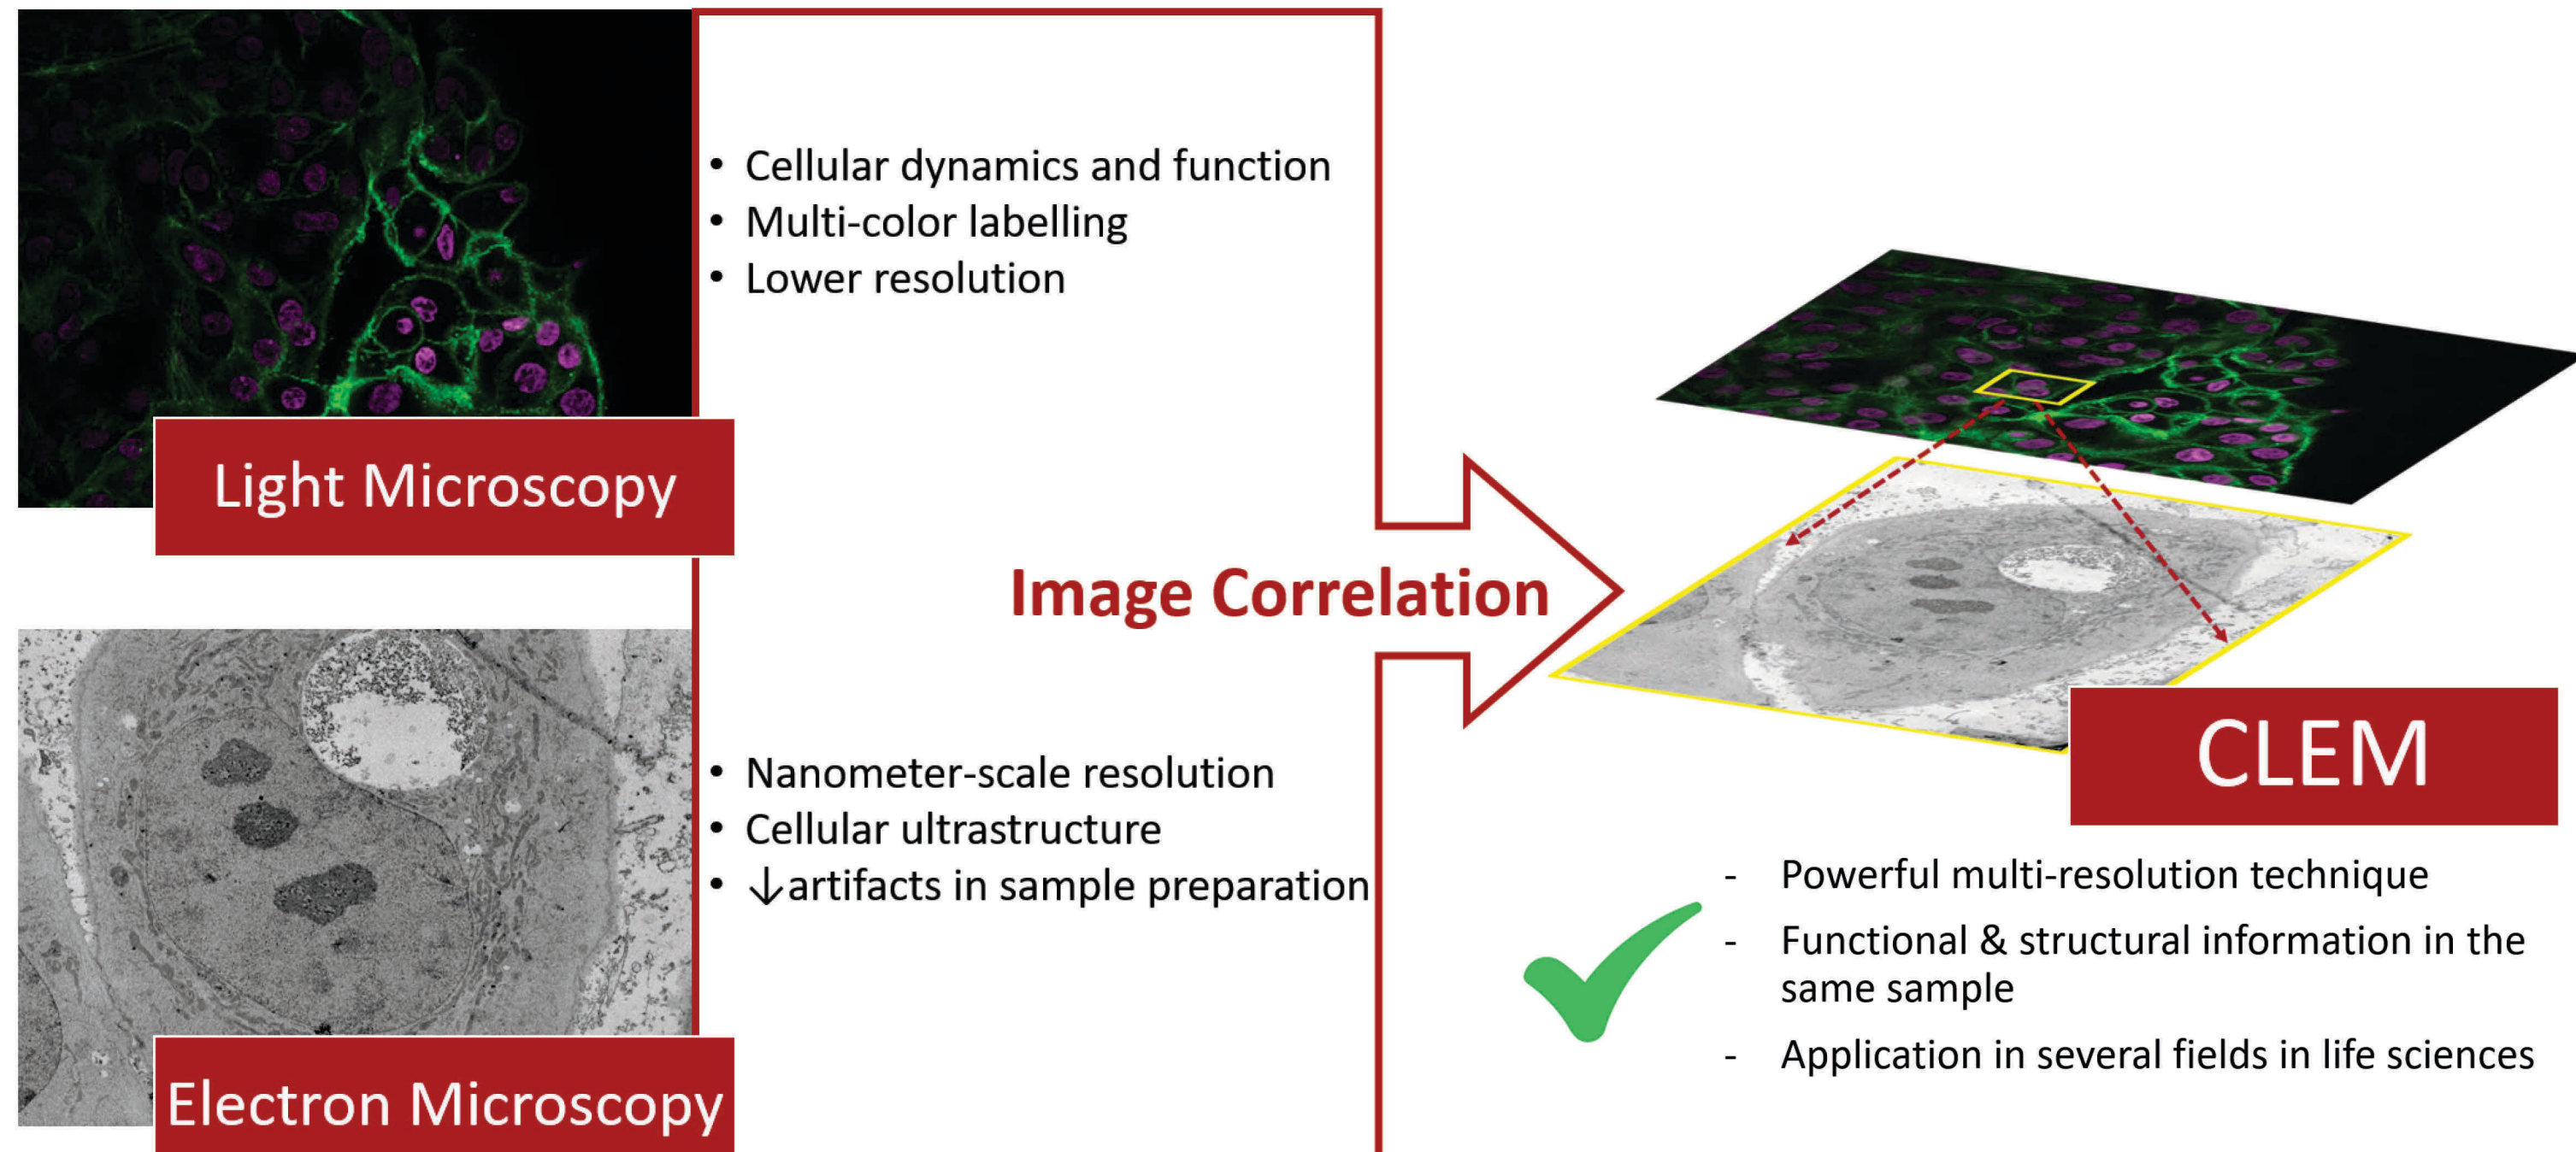 • Cellular dynamics and function
• Multi-color labelling
• Lower resolution
Light Microscopy
Image Correlation
• Nanometer-scale resolution
• Cellular ultrastructure
• ↓artifacts in sample preparation
Electron Microscopy
CLEM
- Powerful multi-resolution technique
- Functional & structural information in the
same sample
- Application in several fields in life sciences